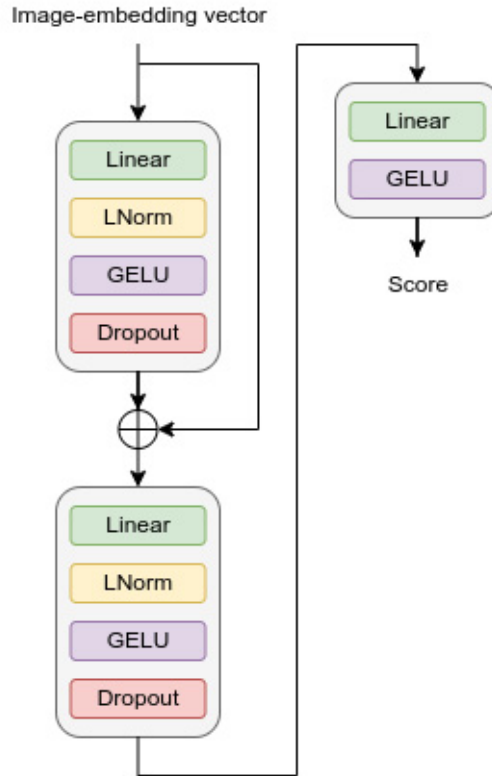 Image-embedding vector
Linear
LNorm
GELU
Dropout
Linear
LNorm
GELU
Dropout
Linear
GELU
Score